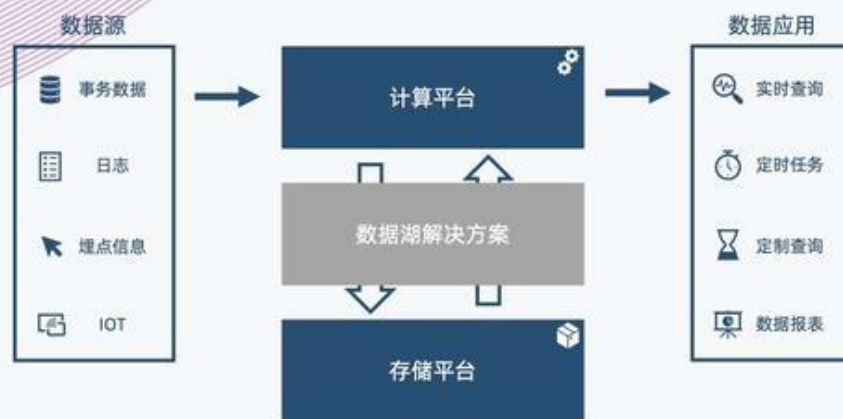 数据源
事务数据
日志
埋点信息
IOT
计算平台
数据湖解决方案
存储平台
数据应用
实时查询
定时任务
定制查询
数据报表